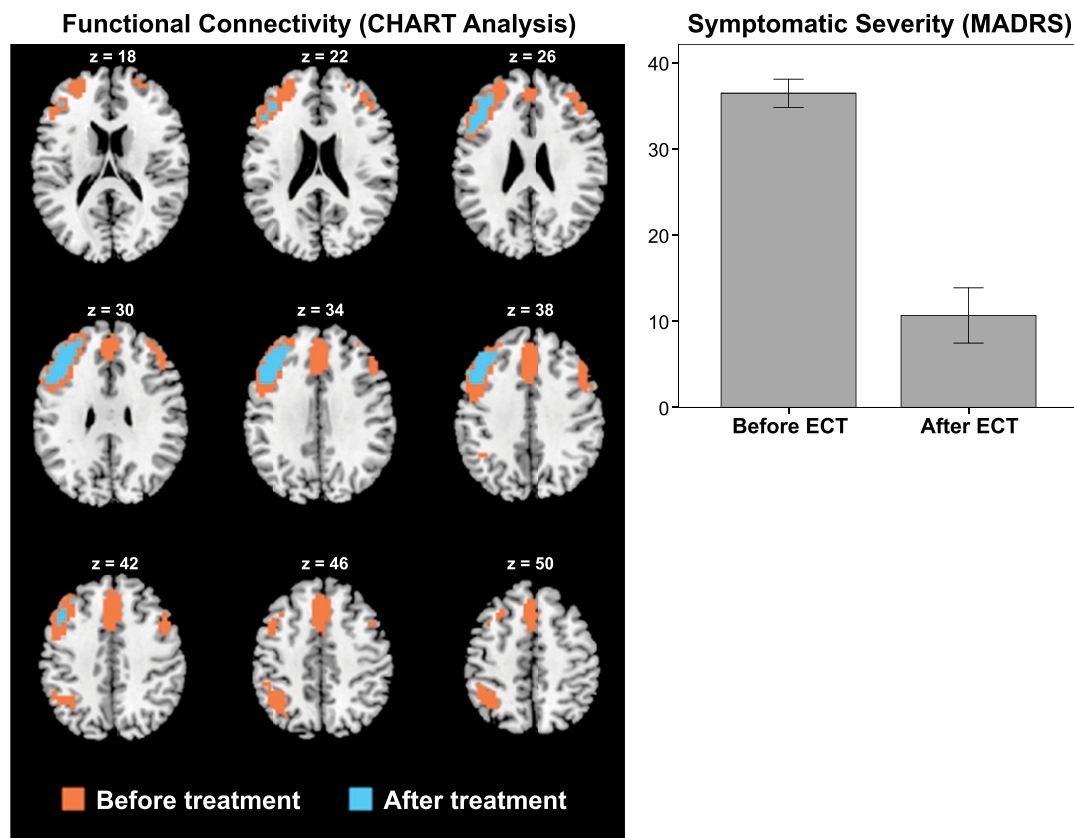 Functional Connectivity (CHART Analysis)
z = 18
z = 22
z = 26
z = 30
z = 34
z = 38
z = 42
z = 46
z = 50
Before treatment
After treatment
Symptomatic Severity (MADRS)
40
30
20
10
0
Before ECT
After ECT